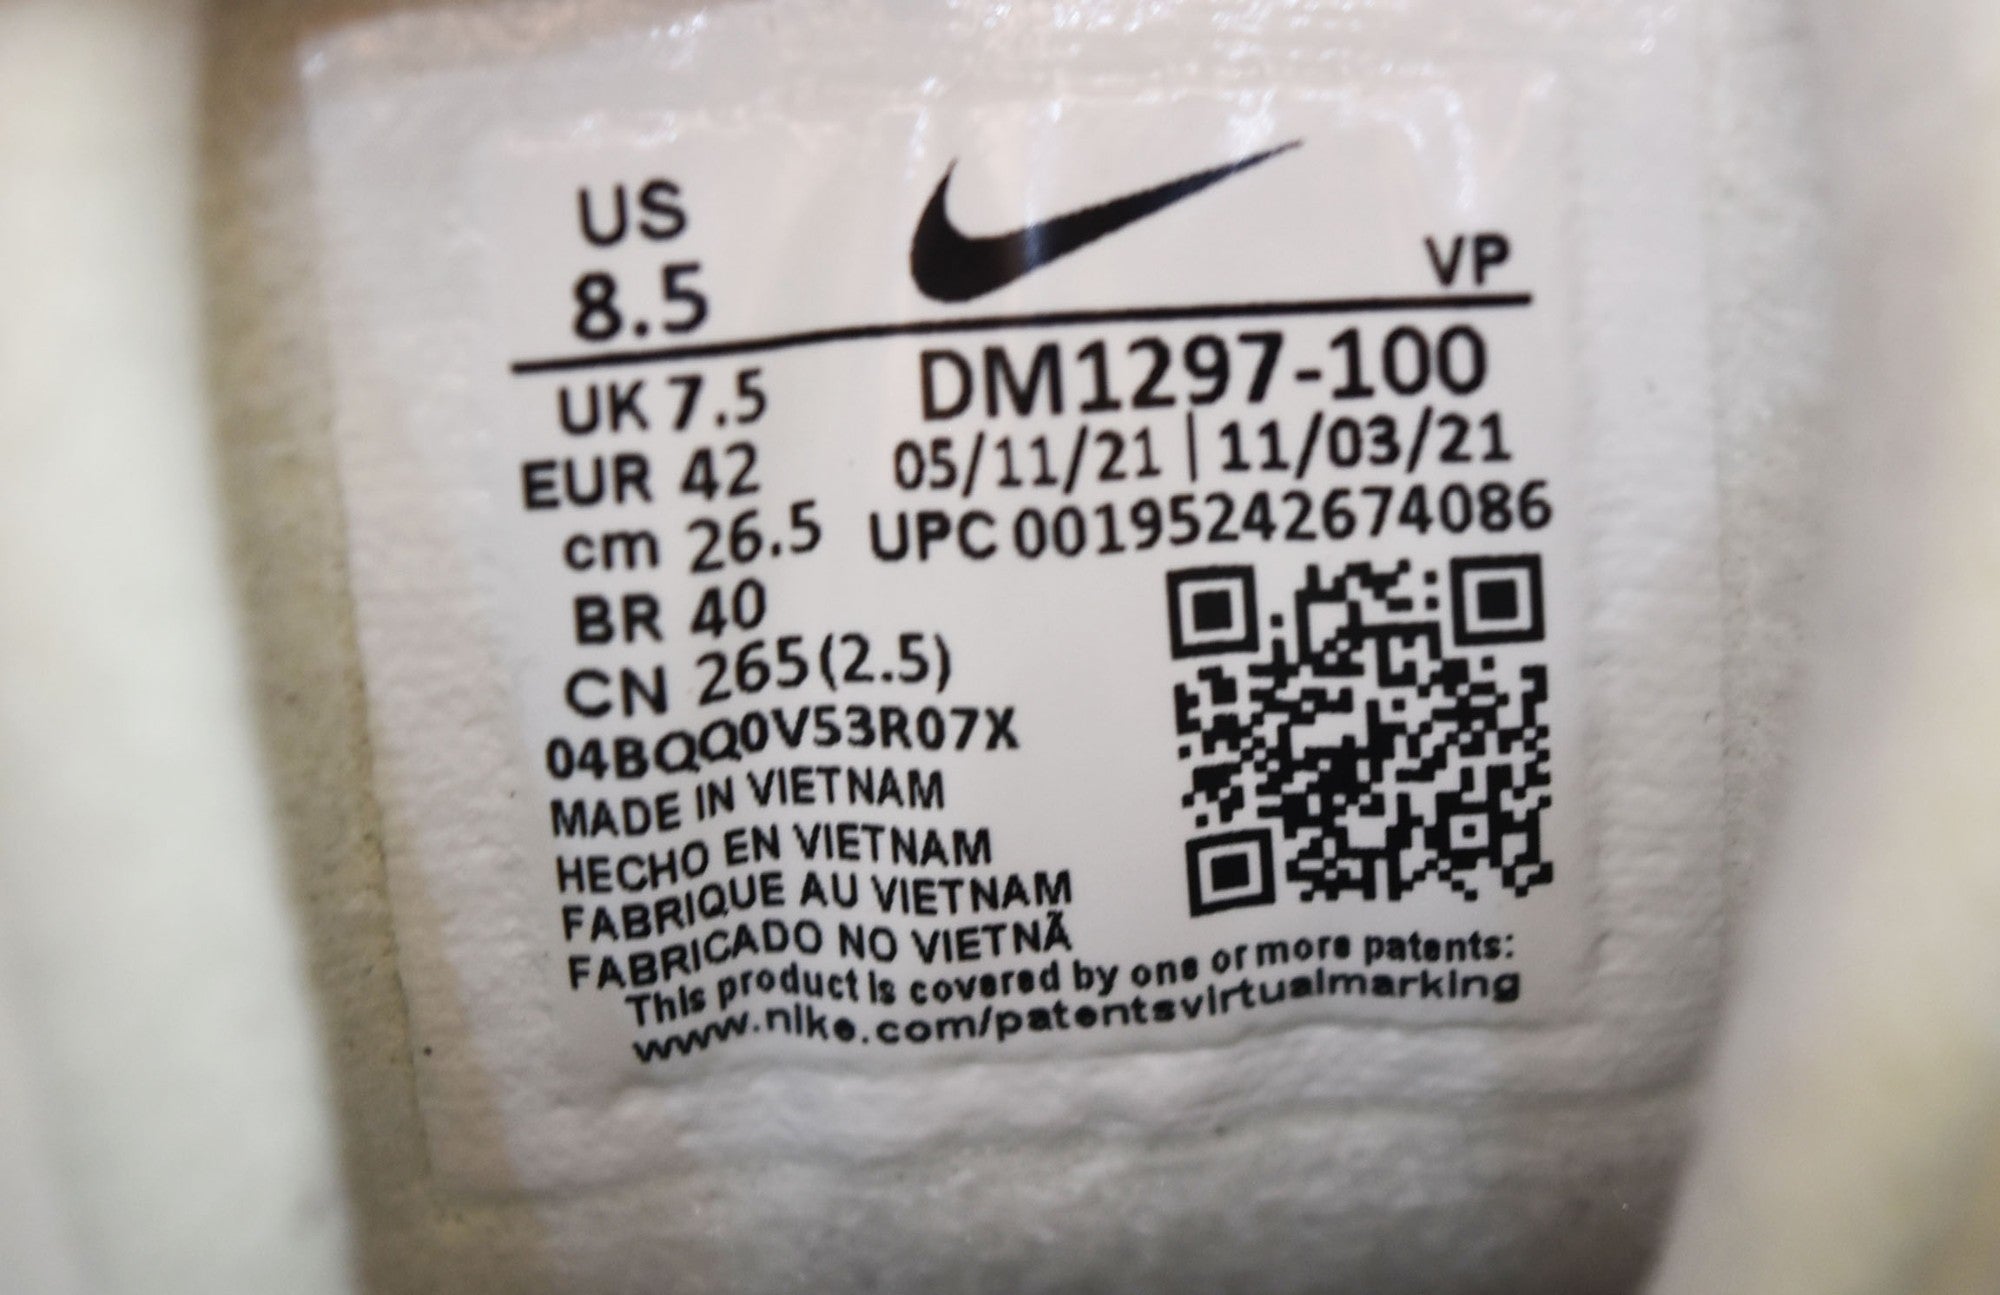 US
8.5
VP
UK 7.5
DM1297-100
EUR 42
05/11/21 | 11/03/21
cm 26.5
UPC 00195242674086
BR 40
CN 265(2.5)
04BQQ0V53R07X
MADE IN VIETNAM
HECHO EN VIETNAM
FABRIQUE AU VIETNAM
FABRICADO NO VIETNÃ
This product is covered by one or more patents:
www.nike.com/patentsvirtualmarking